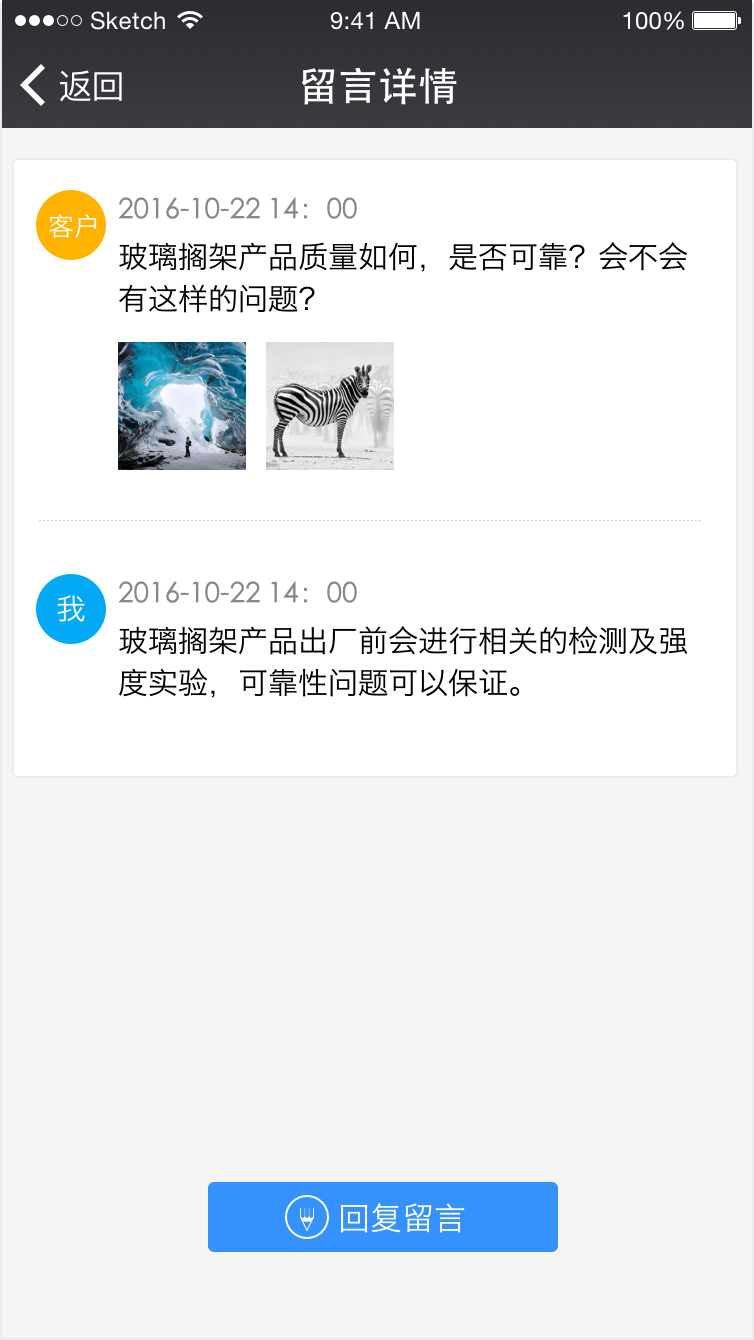 Sketch 9:41 AM 100%
返回 留言详情
客户 2016-10-22 14：00
玻璃搁架产品质量如何，是否可靠？会不会
有这样的问题？
我 2016-10-22 14：00
玻璃搁架产品出厂前会进行相关的检测及强
度实验，可靠性问题可以保证。
回复留言